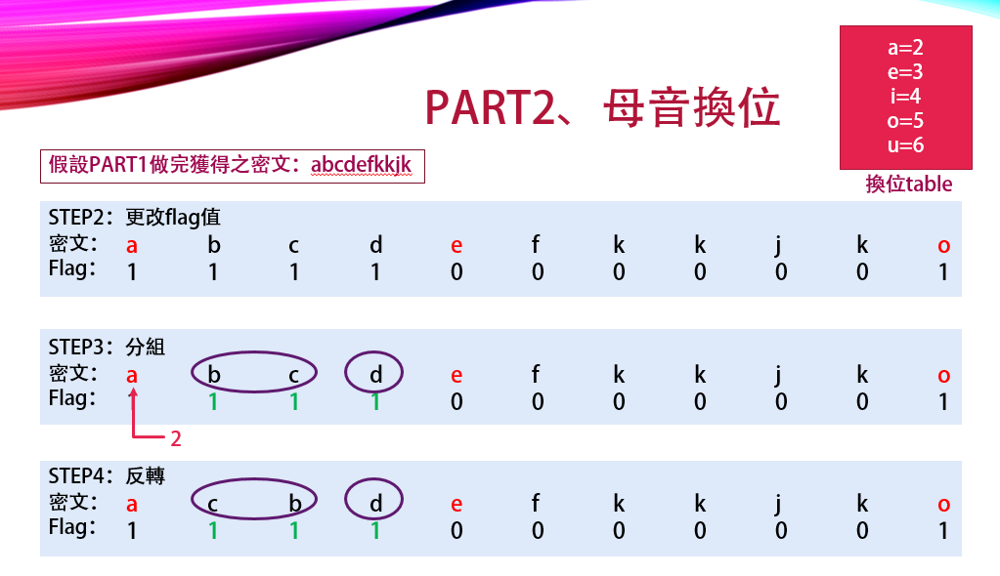 PART2、母音換位
a=2
e=3
i=4
o=5
u=6
換位table
假設PART1做完獲得之密文：abcdefkkjk
STEP2：更改flag值
密文： a b c d e f k k j k o
Flag： 1 1 1 1 0 0 0 0 0 0 1
STEP3：分組
密文： a b c d e f k k j k o
Flag： 1 1 1 1 0 0 0 0 0 0 1
2
STEP4：反轉
密文： a c b d e f k k j k o
Flag： 1 1 1 1 0 0 0 0 0 0 1